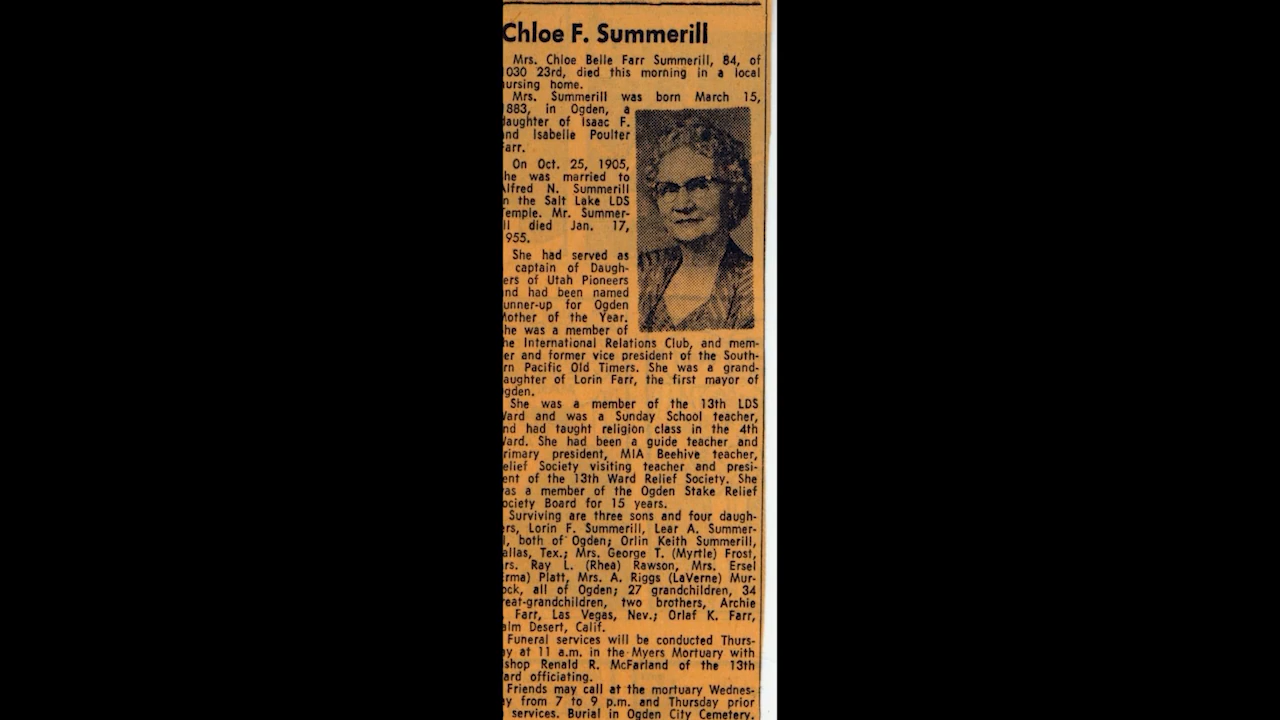 Chloe F. Summerill
Mrs. Chloe Belle Farr Summerill, 84, of
030 23rd, died this morning in a local
ursing home.
Mrs. Summerill was born March 15,
883, in Ogden, a
daughter of Isaac F.
and Isabelle Poulter
Farr.
On Oct. 25, 1905,
he was married to
Alfred N. Summerill
n the Salt Lake LDS
Temple. Mr. Summer-
ll died Jan. 17,
955.
She had served as
captain of Daugh-
ers of Utah Pioneers
nd had been named
unner-up for Ogden
Mother of the Year.
he was a member of
he International Relations Club, and mem-
er and former vice president of the South-
rn Pacific Old Timers. She was a grand-
aughter of Lorin Farr, the first mayor of
gden.
She was a member of the 13th LDS
Ward and was a Sunday School teacher,
nd had taught religion class in the 4th
Ward. She had been a guide teacher and
rimary president, MIA Beehive teacher,
elief Society visiting teacher and presi-
ent of the 13th Ward Relief Society. She
as a member of the Ogden Stake Relief
ociety Board for 15 years.
Surviving are three sons and four daugh-
ers, Lorin F. Summerill, Lear A. Summer-
l, both of Ogden; Orlin Keith Summerill,
allas, Tex.; Mrs. George T. (Myrtle) Frost,
rs. Ray L. (Rhea) Rawson, Mrs. Ersel
erma) Platt, Mrs. A. Riggs (LaVerne) Mur-
ock, all of Ogden; 27 grandchildren, 34
reat-grandchildren, two brothers, Archie
. Farr, Las Vegas, Nev.; Orlaf K. Farr,
alm Desert, Calif.
Funeral services will be conducted Thurs-
ay at 11 a.m. in the Myers Mortuary with
shop Renald R. McFarland of the 13th
ard officiating.
Friends may call at the mortuary Wednes-
ay from 7 to 9 p.m. and Thursday prior
services. Burial in Ogden City Cemetery.